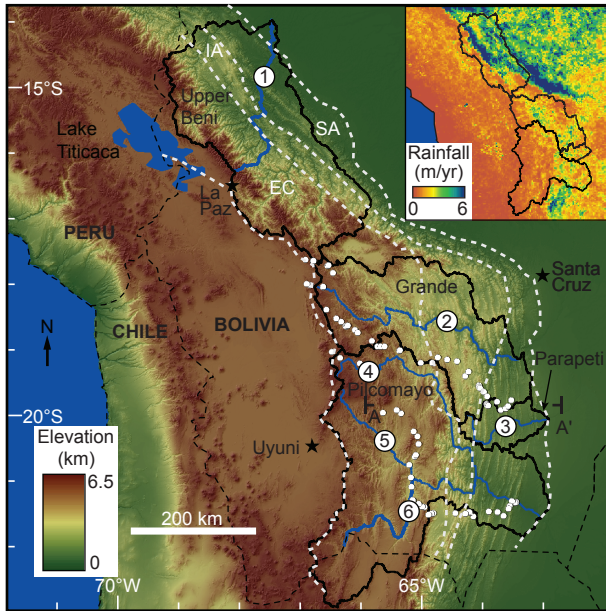 IA
1
15°S
Upper
Beni
Rainfall
(m/yr)
0
6
Lake
Titicaca
SA
EC
La
Paz
PERU
Santa
Cruz
Grande
N
CHILE
BOLIVIA
2
4
Parapeti
Pilcomayo
A
A'
20°S
Elevation
(km)
6.5
0
5
3
Uyuni
6
200 km
70°W
65°W